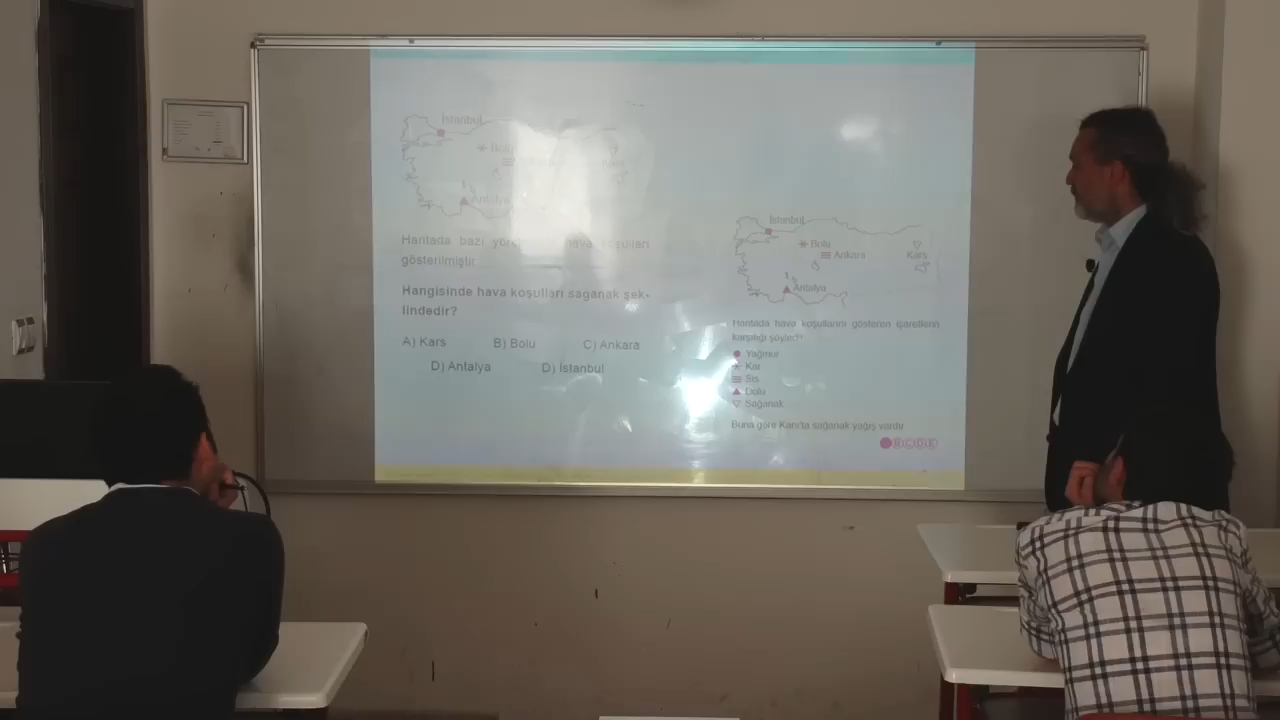 İstanbul
Bolu
Antalya
Haritada bazı hava koşulları
gösterilmiştir.
Hangisinde hava koşulları sağanak şek-
lindedir?
A) Kars B) Bolu C) Ankara
D) Antalya D) İstanbul
İstanbul
Bolu
Ankara
Kars
Antalya
Haritada hava koşullarını gösteren işaretlerin
karşılığı şöyledir.
Yağmur
Kar
Sis
Dolu
Sağanak
Buna göre Kars'ta sağanak yağış vardır.
B C D E